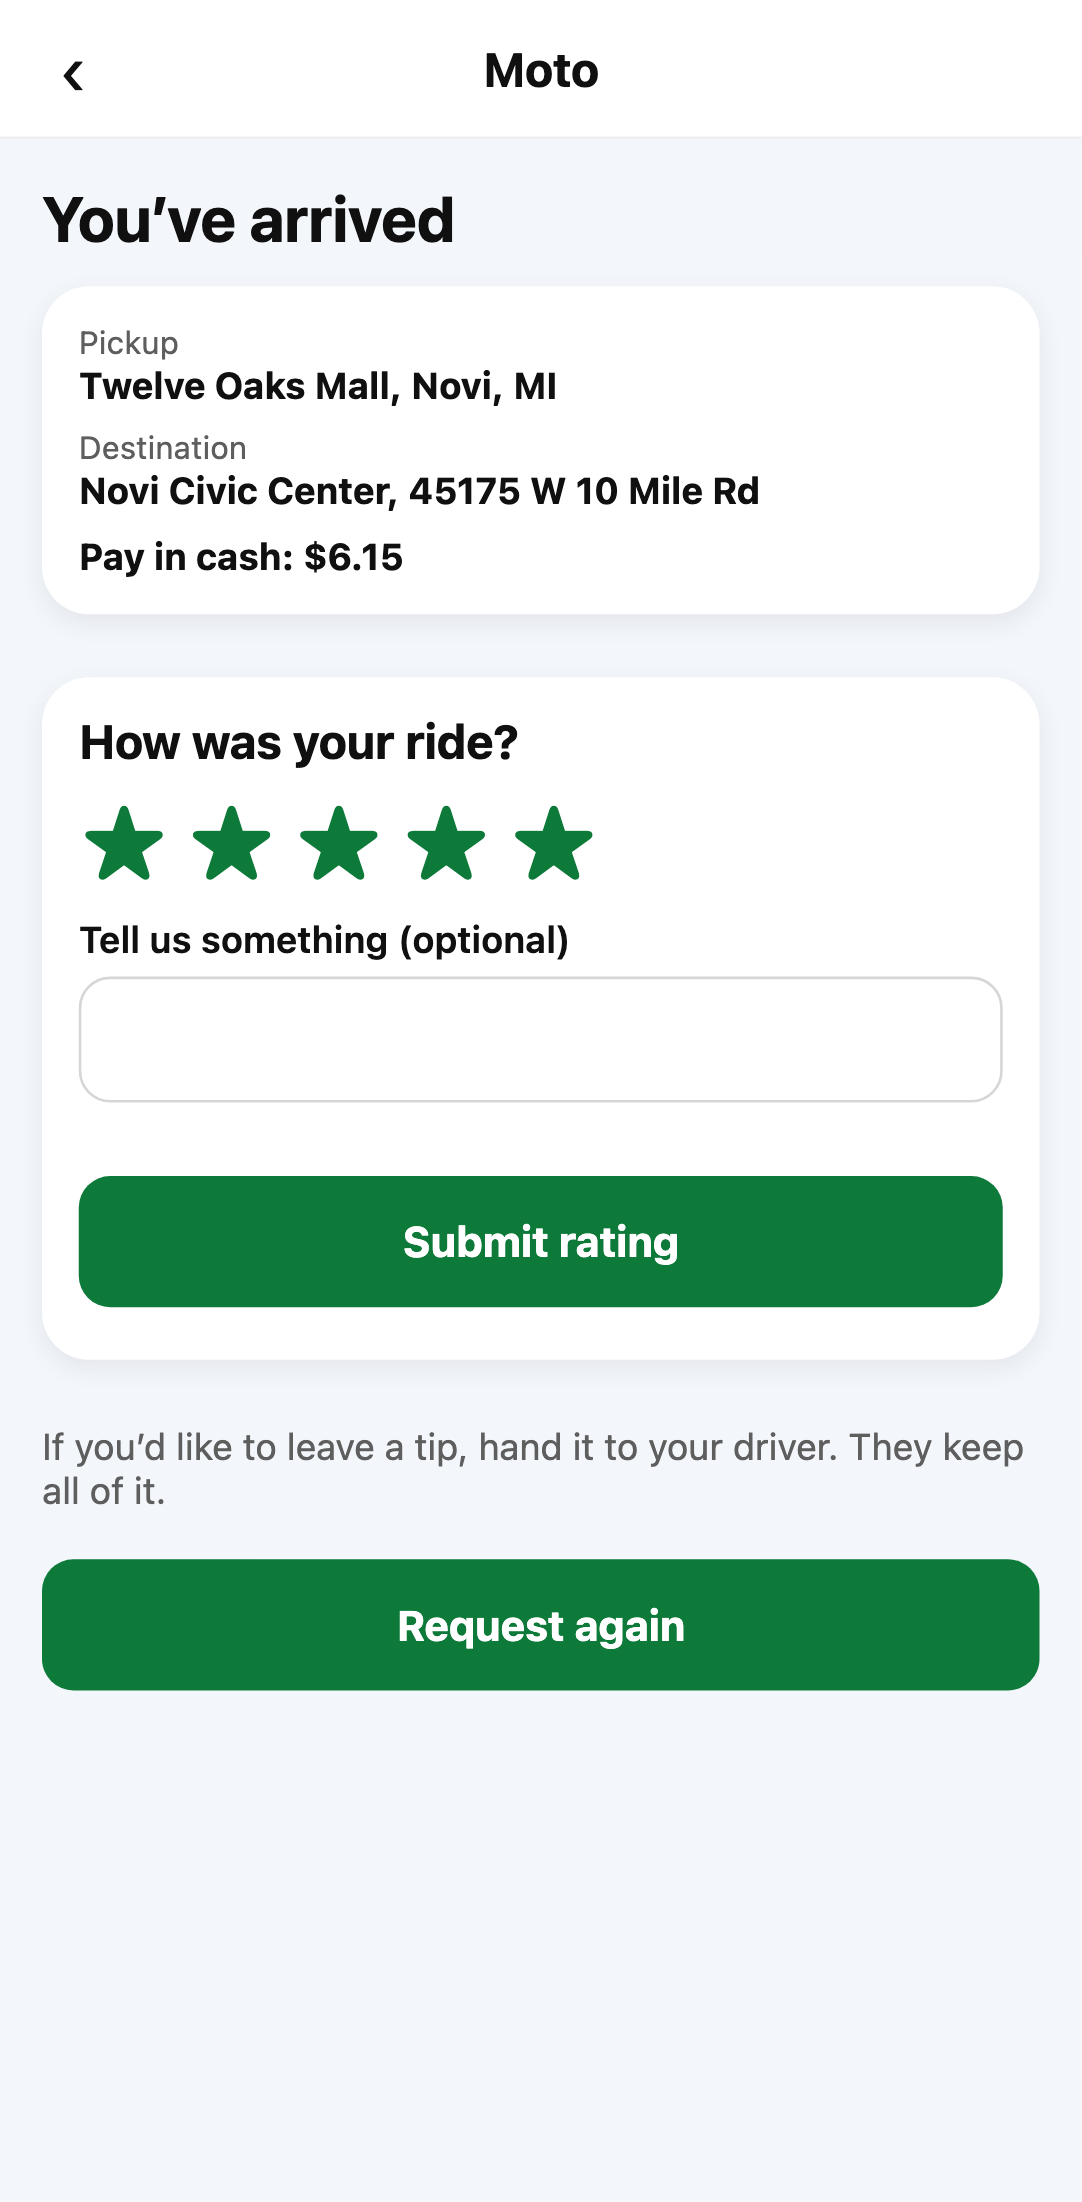 Moto
You’ve arrived
Pickup
Twelve Oaks Mall, Novi, MI
Destination
Novi Civic Center, 45175 W 10 Mile Rd
Pay in cash: $6.15
How was your ride?
Tell us something (optional)
Submit rating
If you’d like to leave a tip, hand it to your driver. They keep
all of it.
Request again